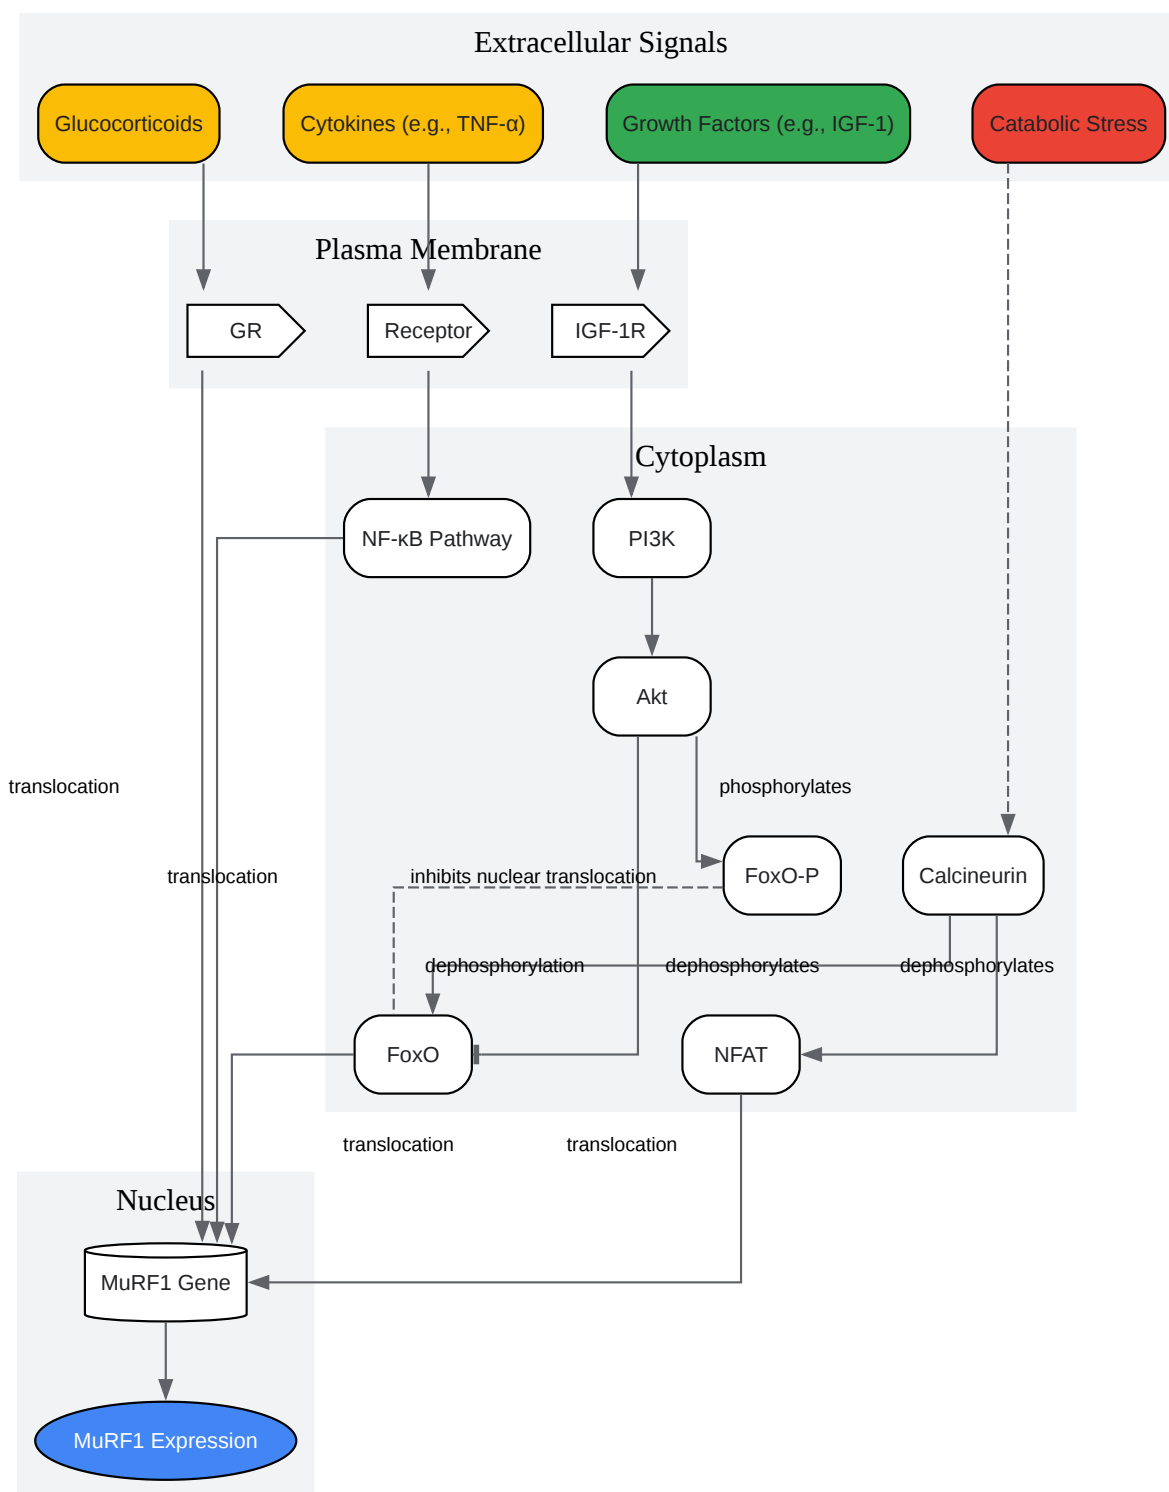 Extracellular Signals
Glucocorticoids
Cytokines (e.g., TNF-α)
Growth Factors (e.g., IGF-1)
Catabolic Stress
Plasma Membrane
GR
Receptor
IGF-1R
Cytoplasm
NF-κB Pathway
PI3K
Akt
translocation
phosphorylates
translocation
inhibits nuclear translocation
FoxO-P
Calcineurin
dephosphorylation
dephosphorylates
dephosphorylates
FoxO
NFAT
translocation
translocation
Nucleus
MuRF1 Gene
MuRF1 Expression